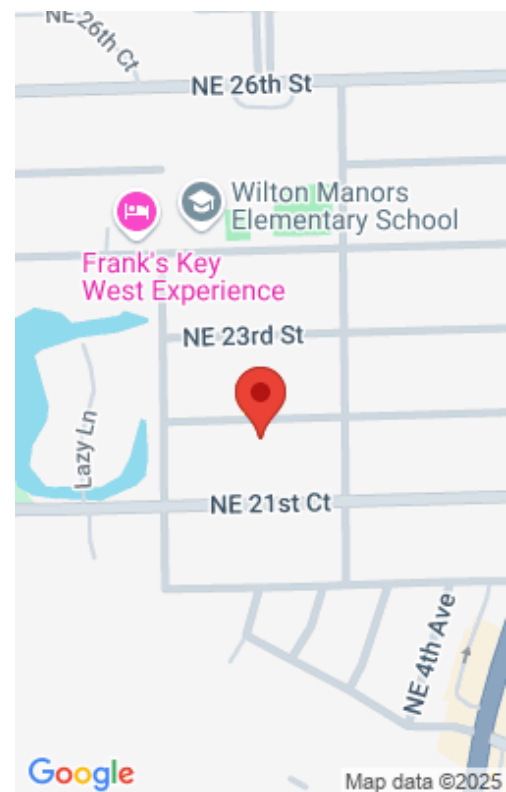 NE 26th Ct
NE 26th St
Wilton Manors
Elementary School
Frank's Key
West Experience
NE 23rd St
Lazy Ln
NE 21st Ct
NE 4th Ave
Google
Map data ©2025